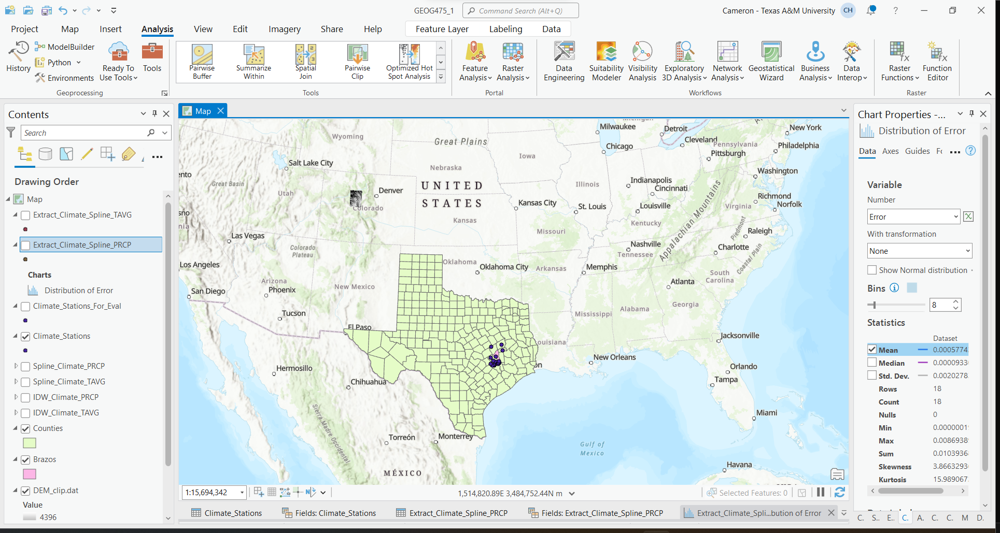 GEOG475_1
Command Search (Alt+Q)
Cameron - Texas A&M University
CH
?
Project
Map
Insert
Analysis
View
Edit
Imagery
Share
Help
Feature Layer
Labeling
Data
History
ModelBuilder
Python
Environments
Ready To
Use Tools
Tools
Geoprocessing
Pairwise
Buffer
Summarize
Within
Spatial
Join
Pairwise
Clip
Optimized Hot
Spot Analysis
Tools
Feature
Analysis
Raster
Analysis
Portal
Data
Engineering
Suitability
Modeler
Visibility
Analysis
Exploratory
3D Analysis
Network
Analysis
Geostatistical
Wizard
Business
Analysis
Data
Interop
Workflows
Raster
Functions
Function
Editor
Raster
Contents
Search
Drawing Order
Map
Extract_Climate_Spline_TAVG
Extract_Climate_Spline_PRCP
Charts
Distribution of Error
Climate_Stations_For_Eval
Climate_Stations
Spline_Climate_PRCP
Spline_Climate_TAVG
IDW_Climate_PRCP
IDW_Climate_TAVG
Counties
Brazos
DEM_clip.dat
Value
4396
Map
Michigan
Milwaukee
Detroit
New York
Wyoming
Great Plains
Cleveland
Pennsylvania
Philadelphia
Chicago
Iowa
Pittsburgh
Salt Lake City
Nebraska
Washington
ento
Great Basin
Utah
Denver
UNITED
STATES
Illinois
Indianapolis
Cincinnati
Colorado
Kansas City
St. Louis
Louisville
Richmond
Norfolk
Virginia
sno
nia
Kansas
Missouri
Kentucky
Appalachian Mountains
Piedmont
Raleigh
Las Vegas
Colorado
Plateau
Nashville
Tennessee
Charlotte
Coastal Plain
Los Angeles
Oklahoma
Oklahoma City
Arkansas
Memphis
South
Carolina
Arizona
Phoenix
New Mexico
Atlanta
San Diego
Tucson
Mississippi
Alabama
Georgia
El Paso
ouisiana
Jacksonville
Hermosillo
New Orleans
on
Orlando
Chihuahua
Tampa
Sierra Madre Occidental
Miami
Torreón
Monterrey
Gulf of
Mexico
MÉXICO
Havana
1:15,694,342
1,514,820.89E 3,484,752.44N m
Selected Features: 0
Climate_Stations
Fields: Climate_Stations
Extract_Climate_Spline_PRCP
Fields: Extract_Climate_Spline_PRCP
Extract_Climate_Spli...bution of Error
Chart Properties -...
Distribution of Error
Data
Axes
Guides
Fo
...
?
Variable
Number
Error
With transformation
None
Show Normal distribution
Bins
8
Statistics
Dataset
Mean 0.0005774
Median 0.0000933
Std. Dev. 0.0020278
Rows 18
Count 18
Nulls 0
Min 0.0000001
Max 0.0086938
Sum 0.0103936
Skewness 3.8663293
Kurtosis 15.989067
C. S.. E.. C. A. C. C. M D.